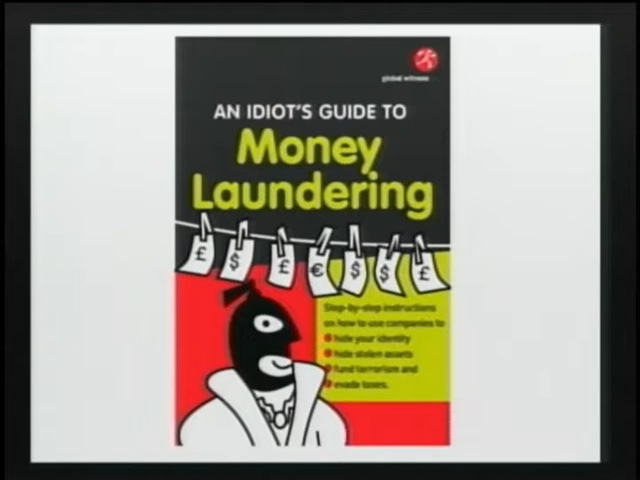 global witness
AN IDIOT'S GUIDE TO
Money
Laundering
£ $ £ € $ $ £
Step-by-step instructions
on how to use companies to
hide your identity
hide stolen assets
fund terrorism and
evade taxes.